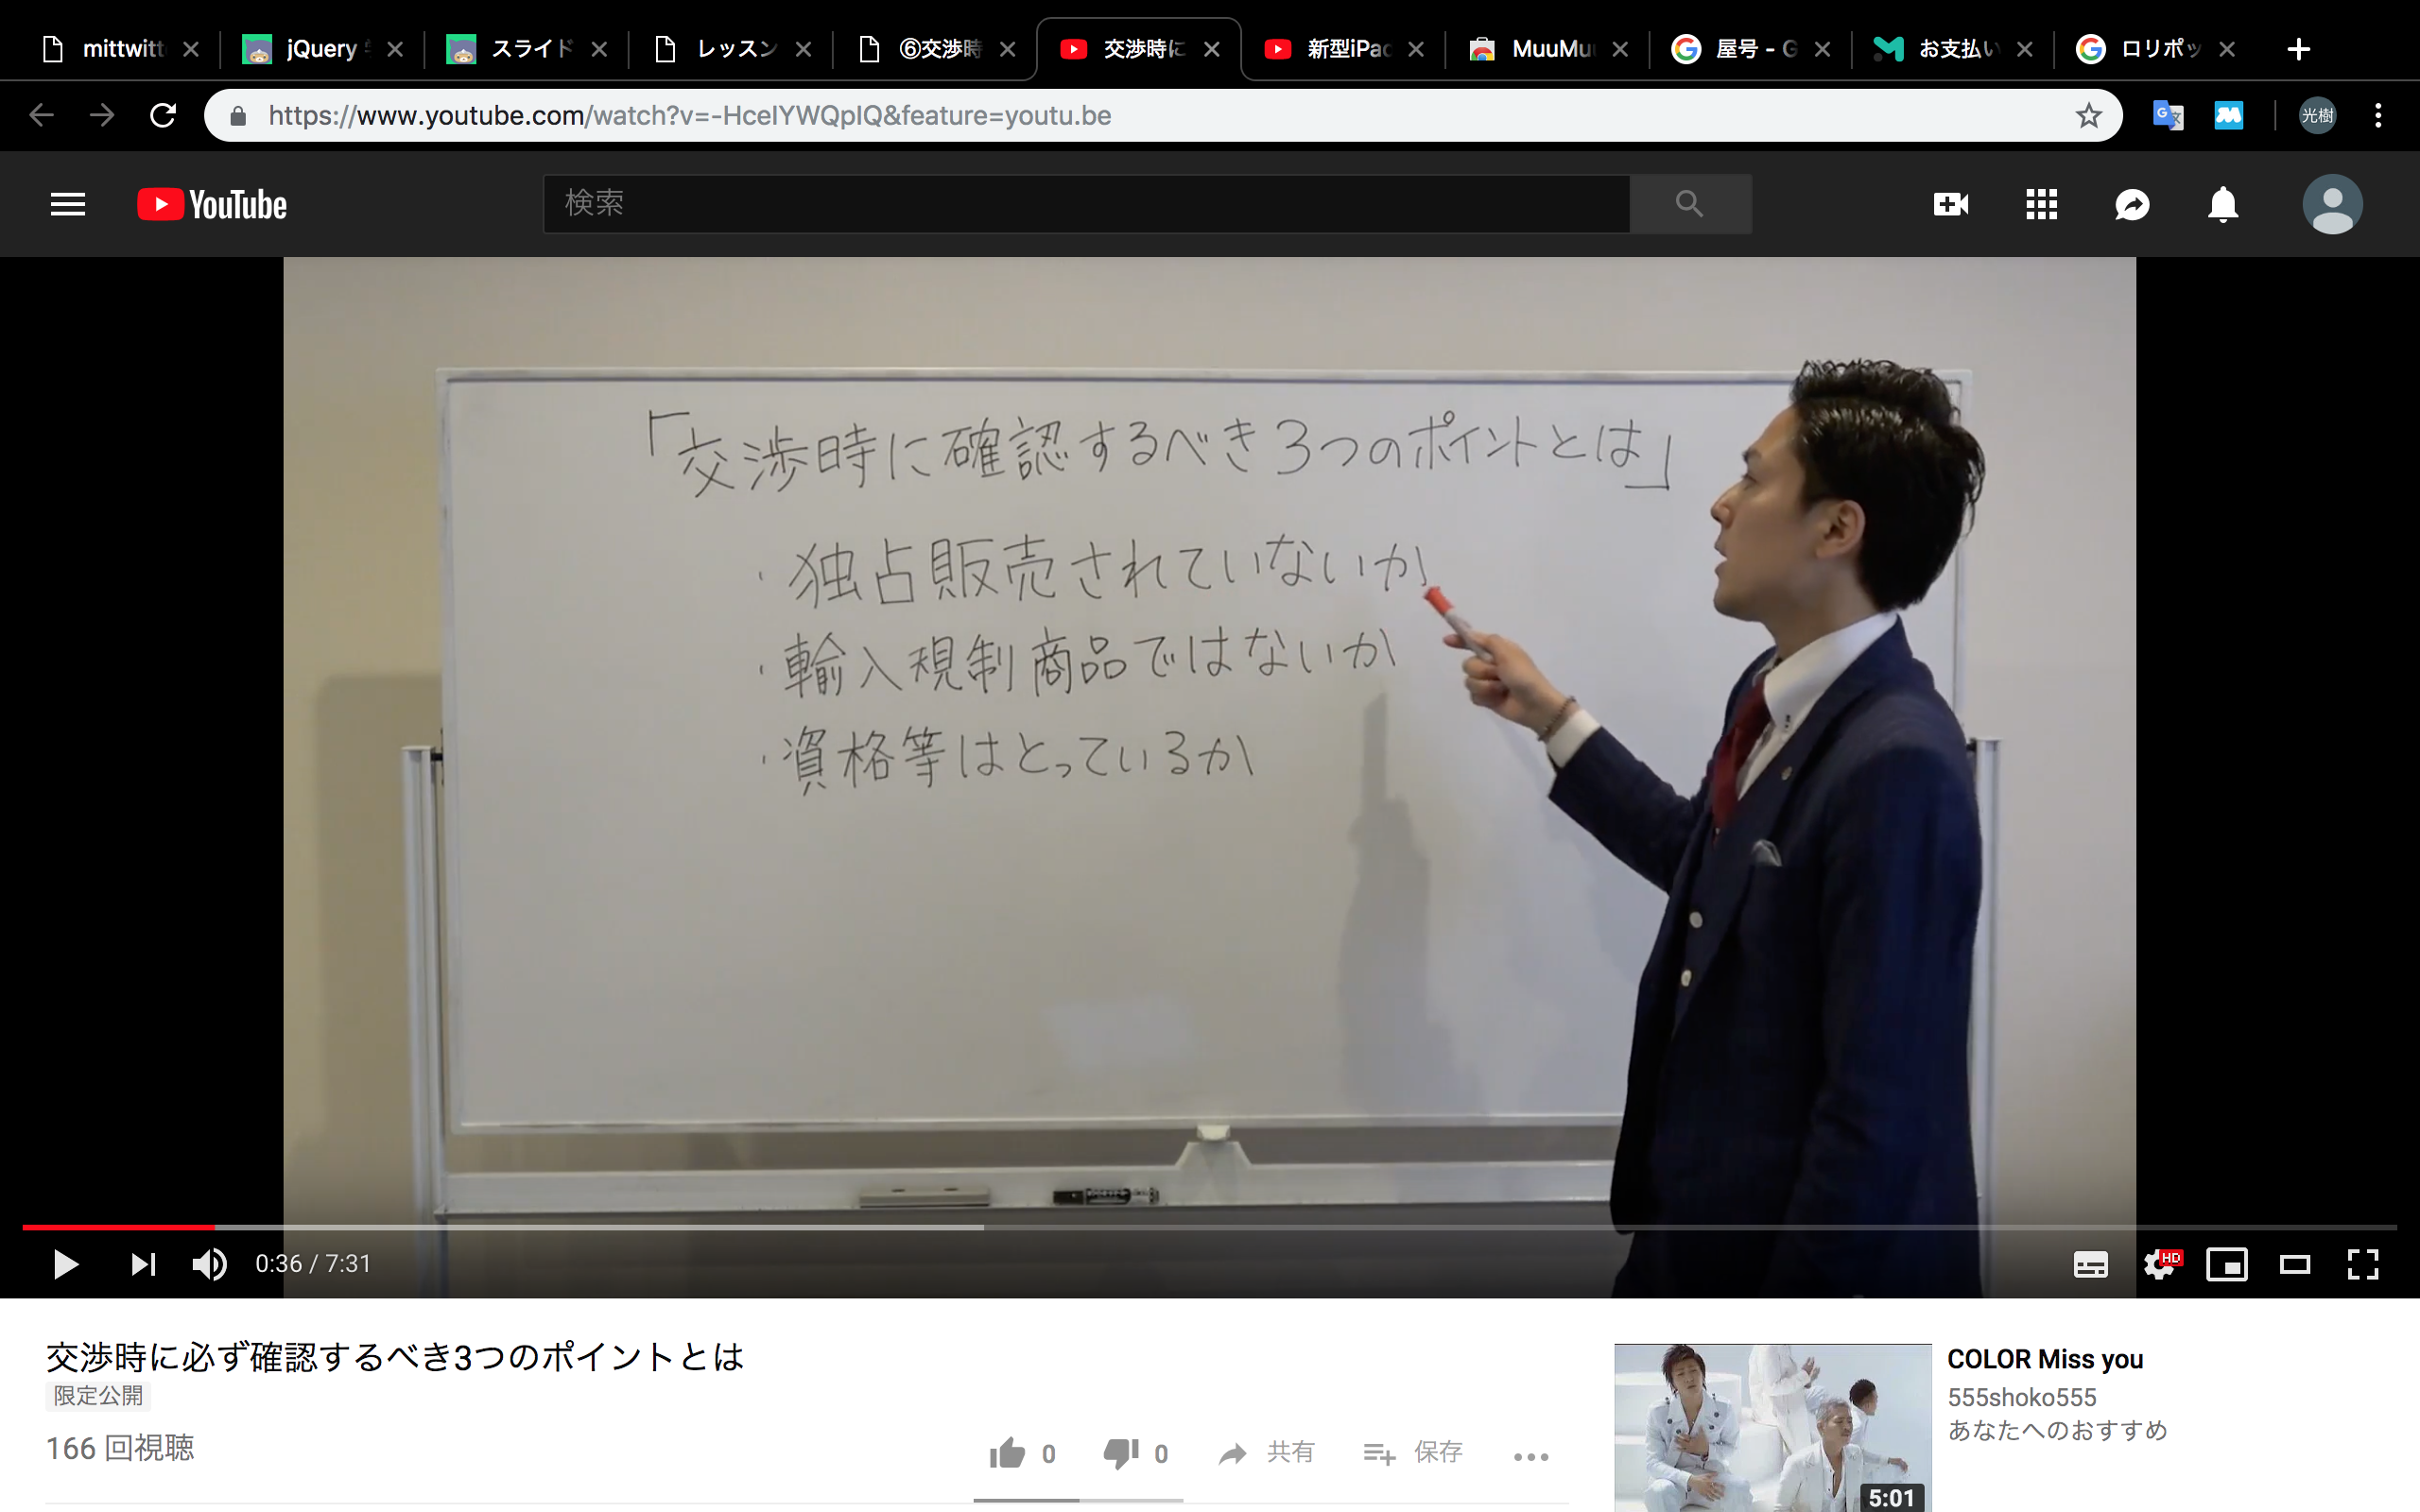 mittwitt
jQuery
スライド
レッスン
⑥交渉時
交渉時に
新型iPad
MuuMu
屋号 - G
お支払い
ロリポッ
https://www.youtube.com/watch?v=-HceIYWQpIQ&feature=youtu.be
光樹
YouTube
検索
「交渉時に確認するべき3つのポイントとは」
・独占販売されていないか
・輸入規制商品ではないか
・資格等はとっているか
0:36 / 7:31
HD
交渉時に必ず確認するべき3つのポイントとは
限定公開
166 回視聴
0
0
共有
保存
COLOR Miss you
555shoko555
あなたへのおすすめ
5:01